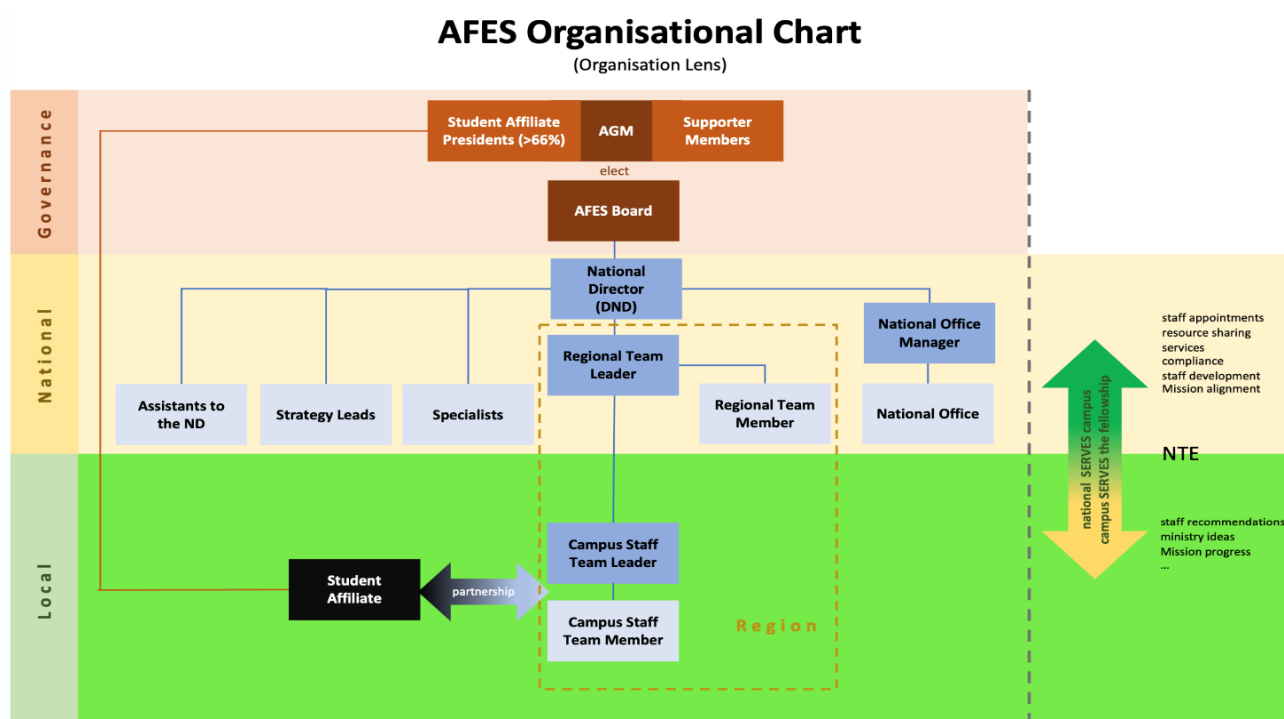 AFES Organisational Chart
(Organisation Lens)
Governance
Student Affiliate
Presidents (>66%)
AGM
Supporter
Members
elect
AFES Board
National
National
Director
(DND)
Regional Team
Leader
National Office
Manager
Assistants to
the ND
Strategy Leads
Specialists
Regional Team
Member
National Office
staff appointments
resource sharing
services
compliance
staff development
Mission alignment
national SERVES campus
campus SERVES the fellowship
NTE
Local
Campus Staff
Team Leader
Student
Affiliate
partnership
Campus Staff
Team Member
Region
staff recommendations
ministry ideas
Mission progress
...